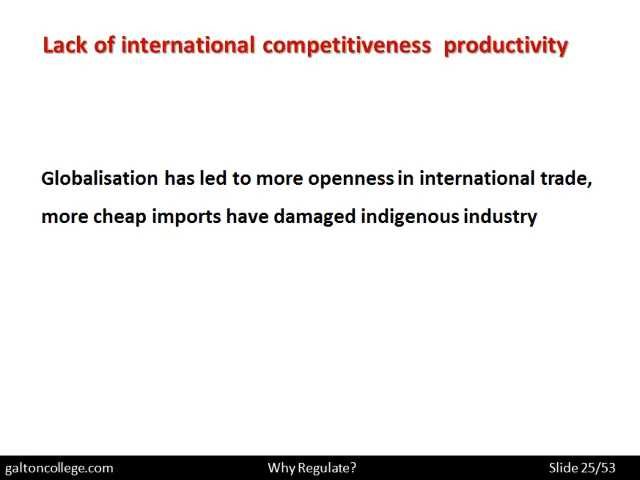 Lack of international competitiveness productivity
Globalisation has led to more openness in international trade,
more cheap imports have damaged indigenous industry
galtoncollege.com
Why Regulate?
Slide 25/53